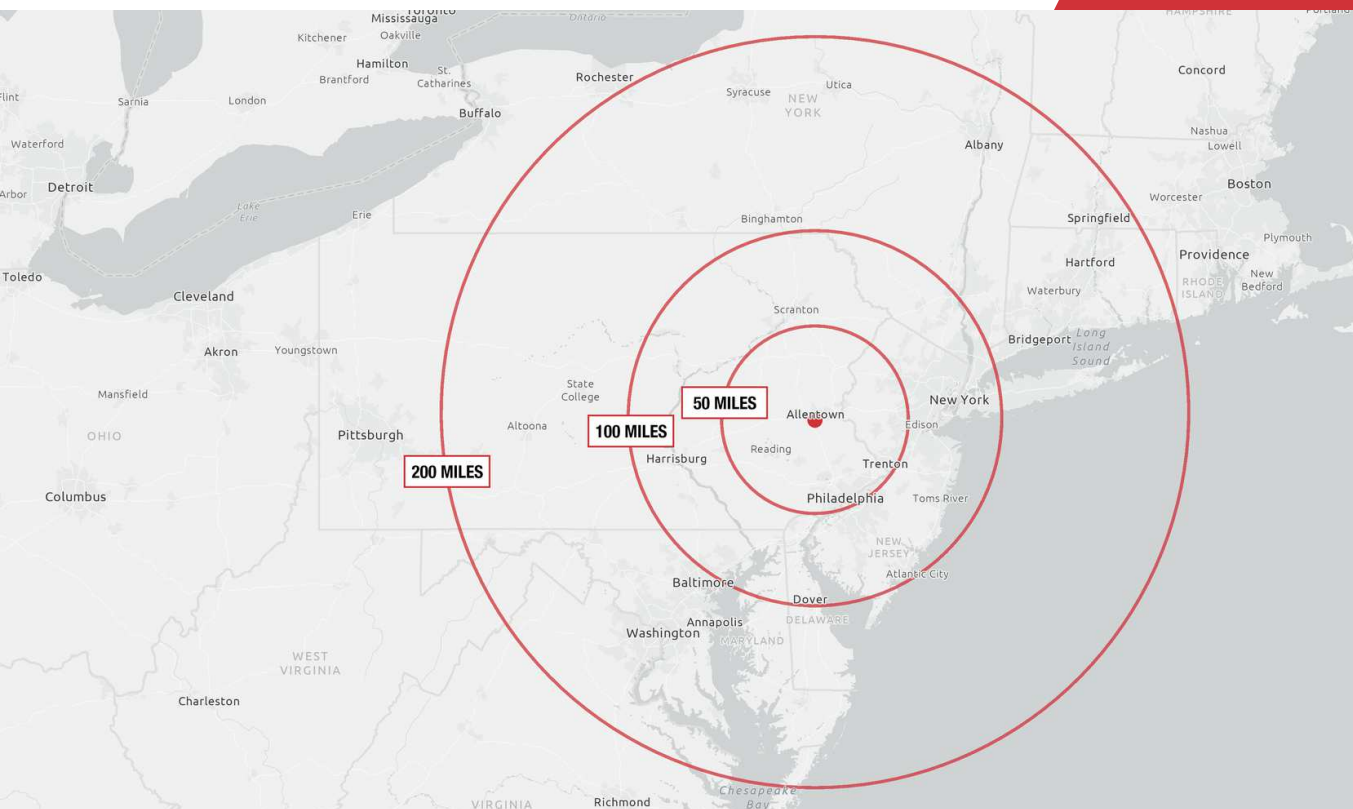 Toronto
Mississauga
Ontario
HAMPSHIRE
Portland
Kitchener
Oakville
Hamilton
St.
Catharines
Rochester
Concord
Brantford
Syracuse
Utica
NEW
YORK
Flint
Sarnia
London
Buffalo
Nashua
Lowell
Waterford
Albany
Detroit
Boston
Arbor
Worcester
Lake
Erie
Erie
Binghamton
Springfield
Plymouth
Toledo
Hartford
Providence
RHODE
ISLAND
New
Bedford
Cleveland
Waterbury
Scranton
Akron
Youngstown
Bridgeport
Long
Island
Sound
State
College
Mansfield
50 MILES
New York
Allentown
OHIO
Pittsburgh
Altoona
100 MILES
Edison
Harrisburg
Reading
Trenton
200 MILES
Columbus
Philadelphia
Toms River
NEW
JERSEY
Baltimore
Atlantic City
Dover
Annapolis
DELAWARE
Washington
MARYLAND
WEST
VIRGINIA
Charleston
Chesapeake
Bay
VIRGINIA
Richmond